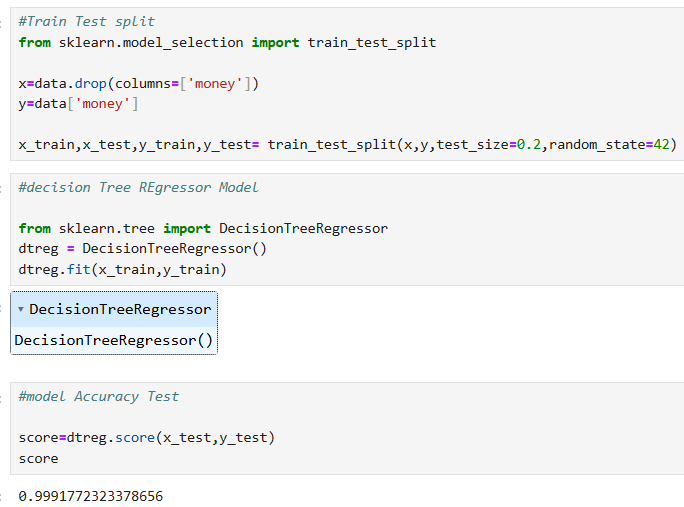 #Train Test split
from sklearn.model_selection import train_test_split
x=data.drop(columns=['money'])
y=data['money']
x_train,x_test,y_train,y_test= train_test_split(x,y,test_size=0.2,random_state=42)
#decision Tree REgressor Model
from sklearn.tree import DecisionTreeRegressor
dtreg = DecisionTreeRegressor()
dtreg.fit(x_train,y_train)
▾ DecisionTreeRegressor
DecisionTreeRegressor()
#model Accuracy Test
score=dtreg.score(x_test,y_test)
score
0.9991772323378656